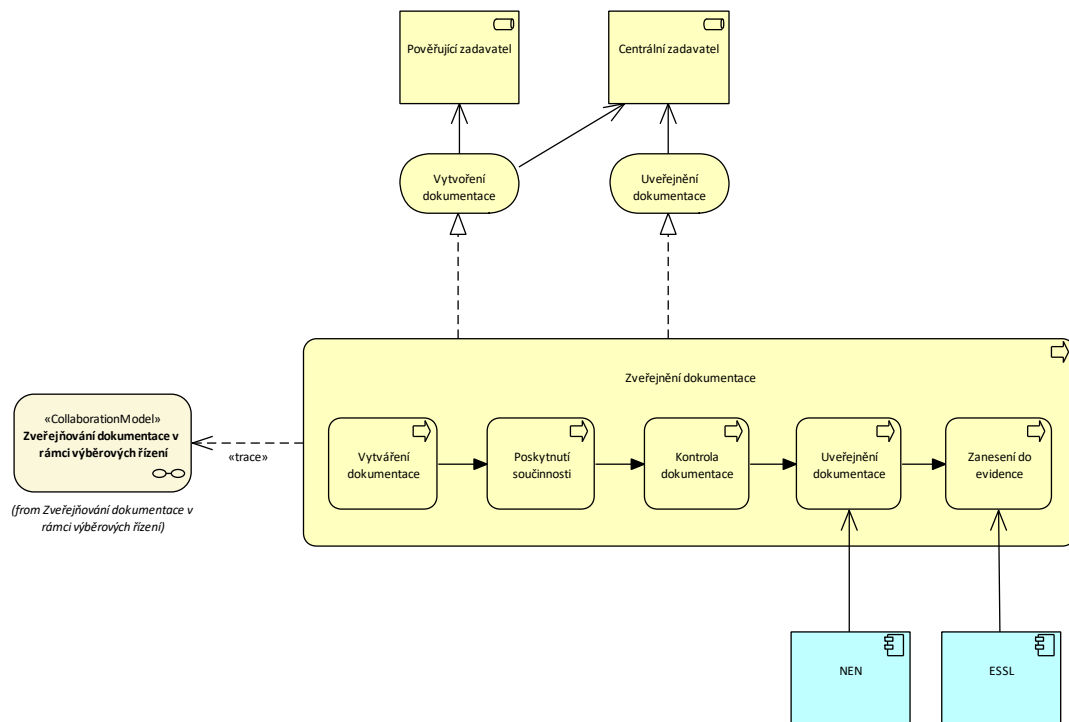 Pověřující zadavatel
Centrální zadavatel
Vytvoření
dokumentace
Uveřejnění
dokumentace
Zveřejnění dokumentace
«CollaborationModel»
Zveřejňování dokumentace v
rámci výběrových řízení
(from Zveřejňování dokumentace v
rámci výběrových řízení)
«trace»
Vytváření
dokumentace
Poskytnutí
součinnosti
Kontrola
dokumentace
Uveřejnění
dokumentace
Zanesení do
evidence
NEN
ESSL